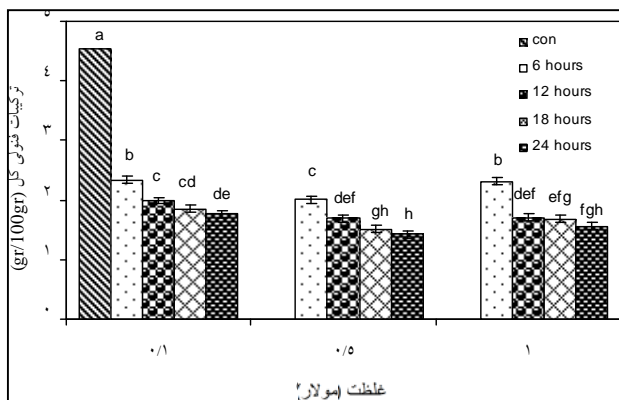 ۵
۴
۳
۲
۱
۰
ترکیبات فنولی کل (gr/100gr)
a
b
c
cd
de
c
def
gh
h
b
def
efg
fgh
con
6 hours
12 hours
18 hours
24 hours
۰/۱
۰/۵
۱
غلظت (مولار)